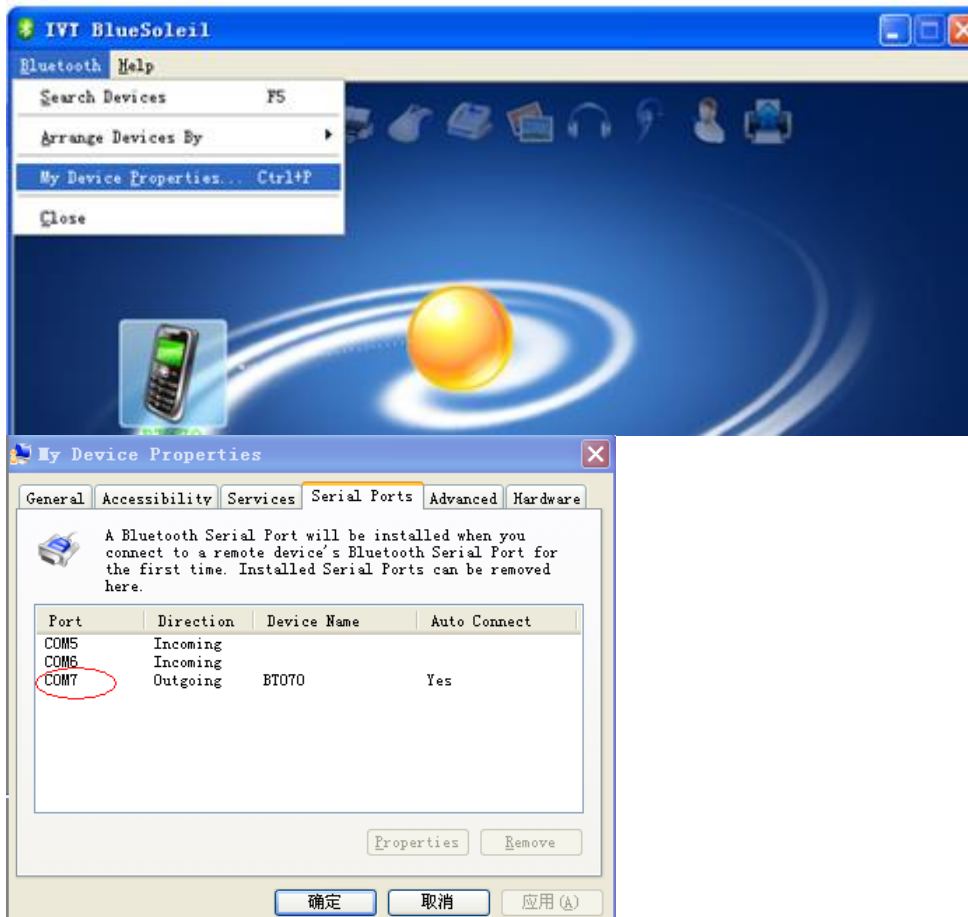 IVT BlueSoleil
Bluetooth Help
Search Devices F5
Arrange Devices By
My Device Properties... Ctrl+P
Close
My Device Properties
General Accessibility Services Serial Ports Advanced Hardware
A Bluetooth Serial Port will be installed when you
connect to a remote device's Bluetooth Serial Port for
the first time. Installed Serial Ports can be removed
here.
Port Direction Device Name Auto Connect
COM5 Incoming
COM6 Incoming
COM7 Outgoing BT070 Yes
Properties Remove
确定 取消 应用(A)